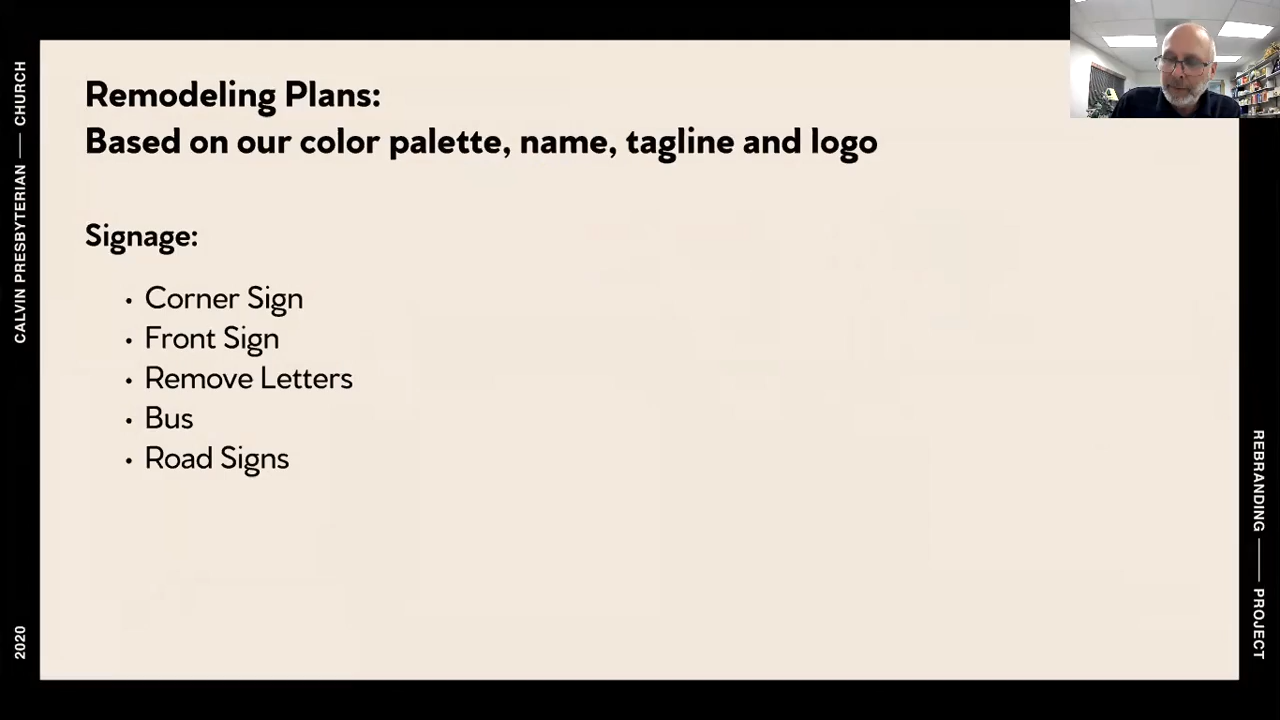 Remodeling Plans:
Based on our color palette, name, tagline and logo
Signage:
• Corner Sign
• Front Sign
• Remove Letters
• Bus
• Road Signs
CALVIN PRESBYTERIAN — CHURCH
2020
REBRANDING — PROJECT